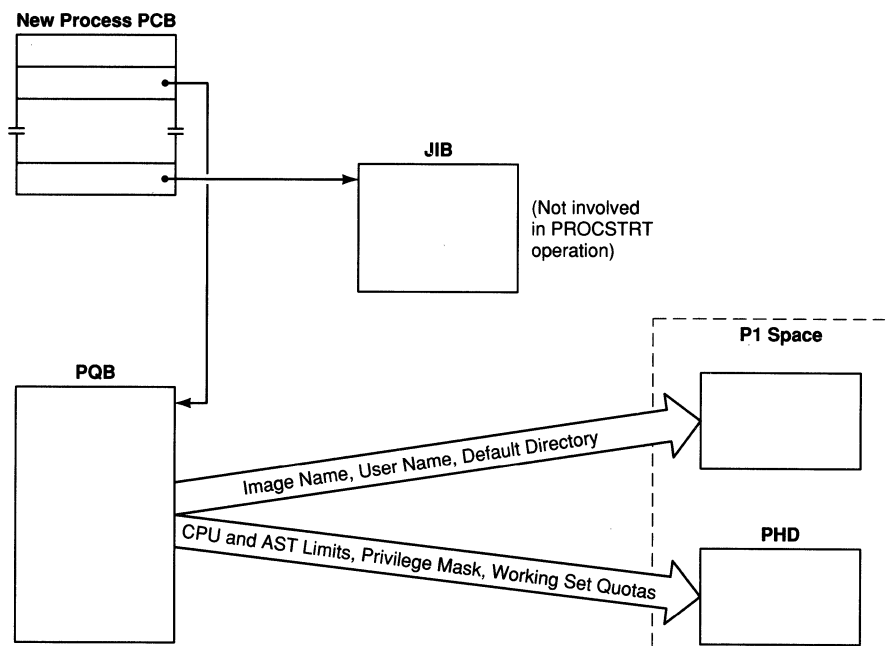 New Process PCB
JIB
(Not involved
in PROCSTRT
operation)
P1 Space
PQB
Image Name, User Name, Default Directory
CPU and AST Limits, Privilege Mask, Working Set Quotas
PHD